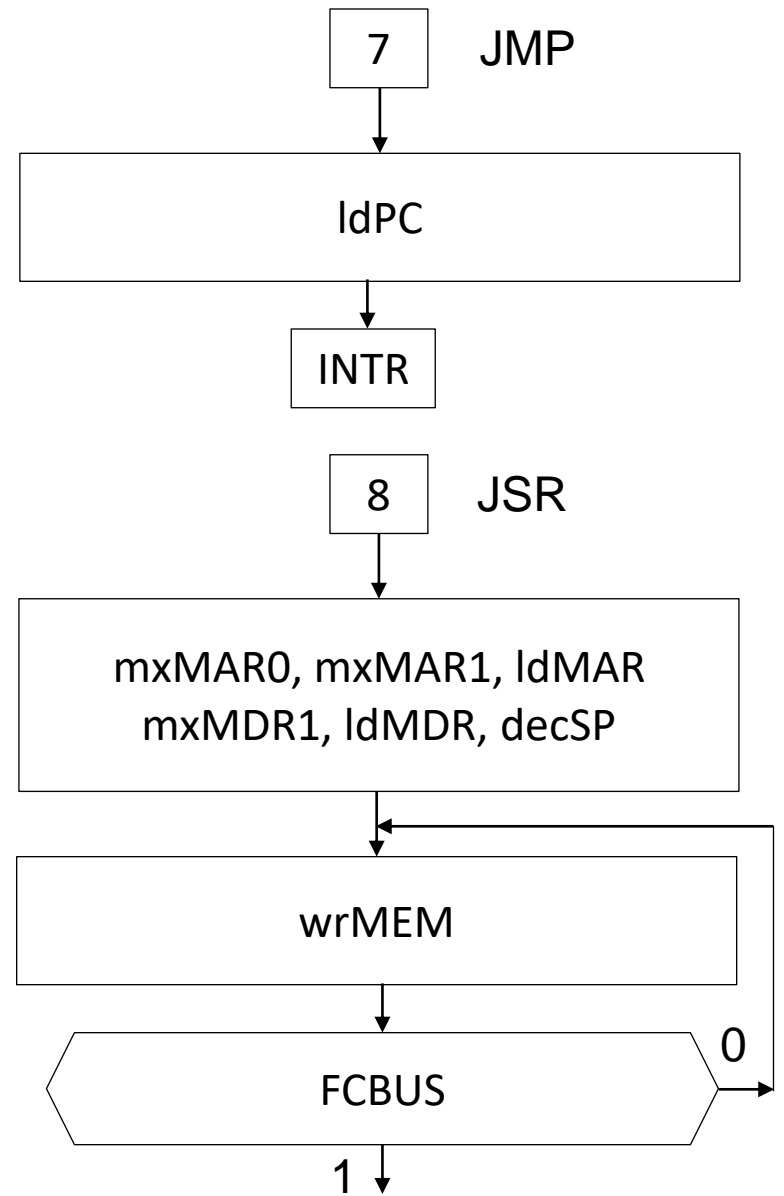 7 JMP
ldPC
INTR
8 JSR
mxMAR0, mxMAR1, ldMAR
mxMDR1, ldMDR, decSP
wrMEM
0
FCBUS
1